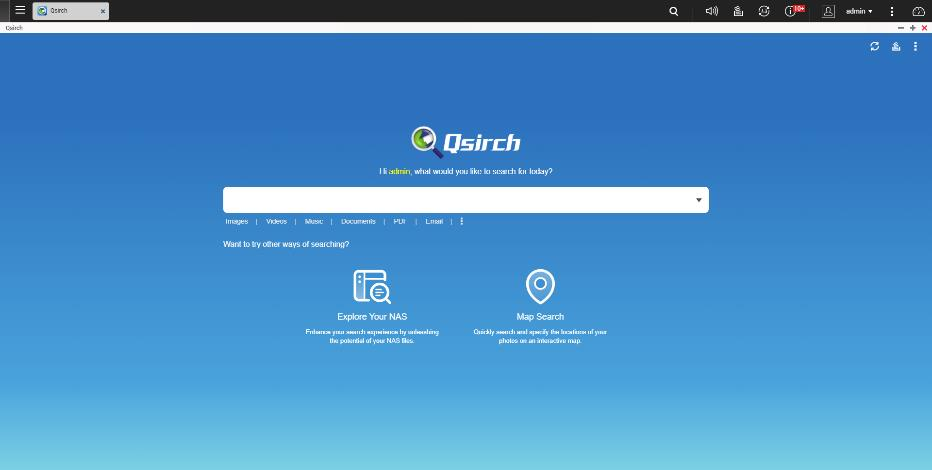 Qsirch
10+
admin
Qsirch
Qsirch
Hi admin, what would you like to search for today?
Images | Videos | Music | Documents | PDF | Email |
Want to try other ways of searching?
Explore Your NAS
Enhance your search experience by unleashing
the potential of your NAS files.
Map Search
Quickly search and specify the locations of your
photos on an interactive map.